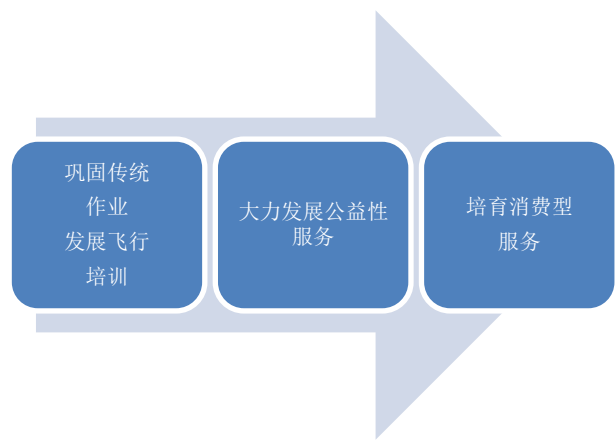 巩固传统
作业
发展飞行
培训
大力发展公益性
服务
培育消费型
服务